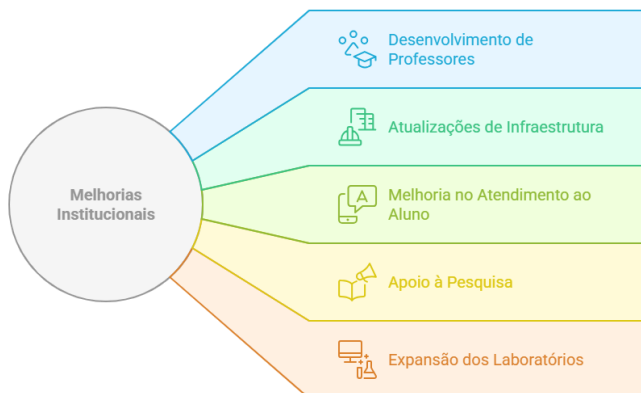 Melhorias
Institucionais
Desenvolvimento de
Professores
Atualizações de Infraestrutura
Melhoria no Atendimento ao
Aluno
Apoio à Pesquisa
Expansão dos Laboratórios